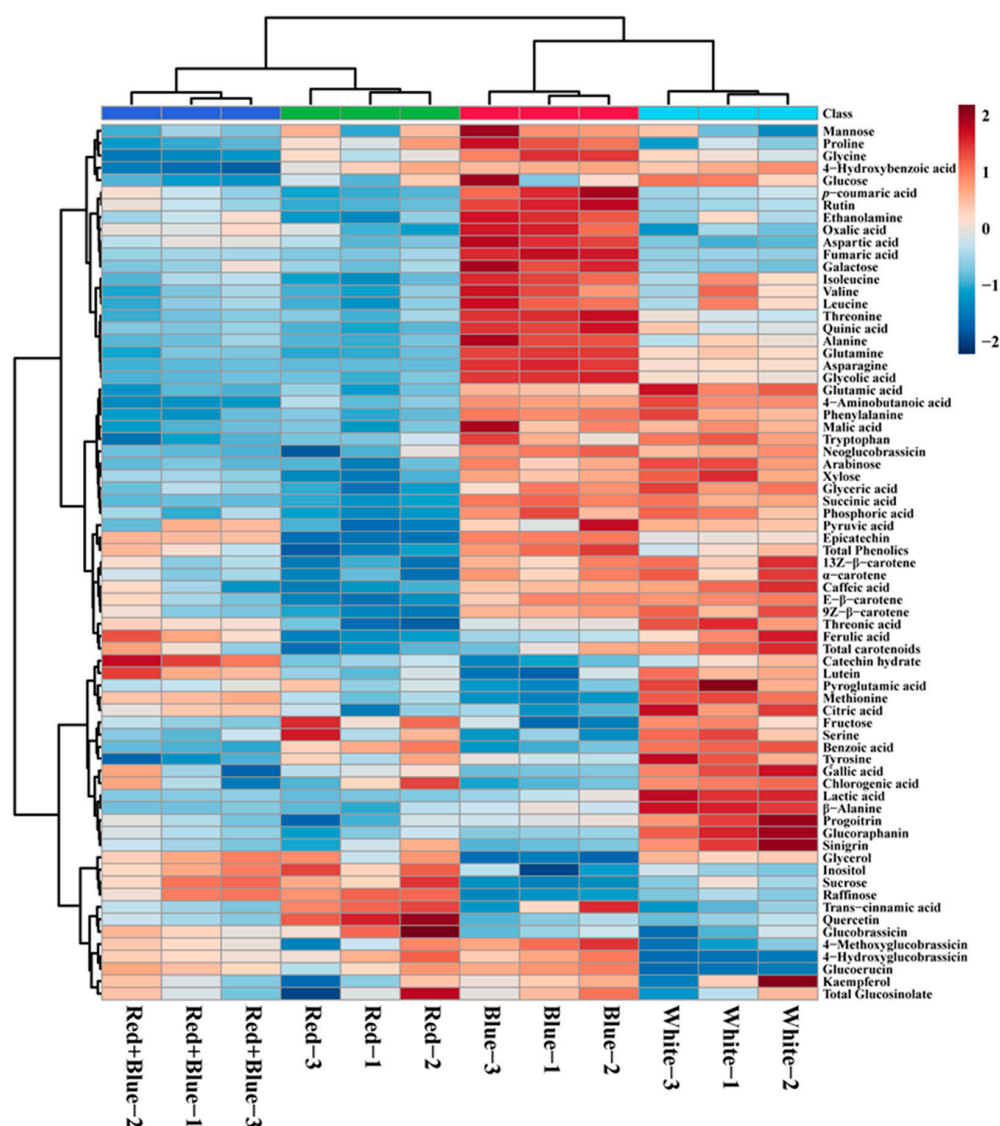 Class
Mannose
Proline
Glycine
4−Hydroxybenzoic acid
Glucose
p−coumaric acid
Rutin
Ethanolamine
Oxalic acid
Aspartic acid
Fumaric acid
Galactose
Isoleucine
Valine
Leucine
Threonine
Quinic acid
Alanine
Glutamine
Asparagine
Glycolic acid
Glutamic acid
4−Aminobutanoic acid
Phenylalanine
Malic acid
Tryptophan
Neoglucobrassicin
Arabinose
Xylose
Glyceric acid
Succinic acid
Phosphoric acid
Pyruvic acid
Epicatechin
Total Phenolics
13Z−β−carotene
α−carotene
Caffeic acid
E−β−carotene
9Z−β−carotene
Threonic acid
Ferulic acid
Total carotenoids
Catechin hydrate
Lutein
Pyroglutamic acid
Methionine
Citric acid
Fructose
Serine
Benzoic acid
Tyrosine
Gallic acid
Chlorogenic acid
Lactic acid
β−Alanine
Progoitrin
Glucoraphanin
Sinigrin
Glycerol
Inositol
Sucrose
Raffinose
Trans−cinnamic acid
Quercetin
Glucobrassicin
4−Methoxyglucobrassicin
4−Hydroxyglucobrassicin
Glucoerucin
Kaempferol
Total Glucosinolate
2
1
0
−1
−2
Red+Blue−2
Red+Blue−1
Red+Blue−3
Red−3
Red−1
Red−2
Blue−3
Blue−1
Blue−2
White−3
White−1
White−2